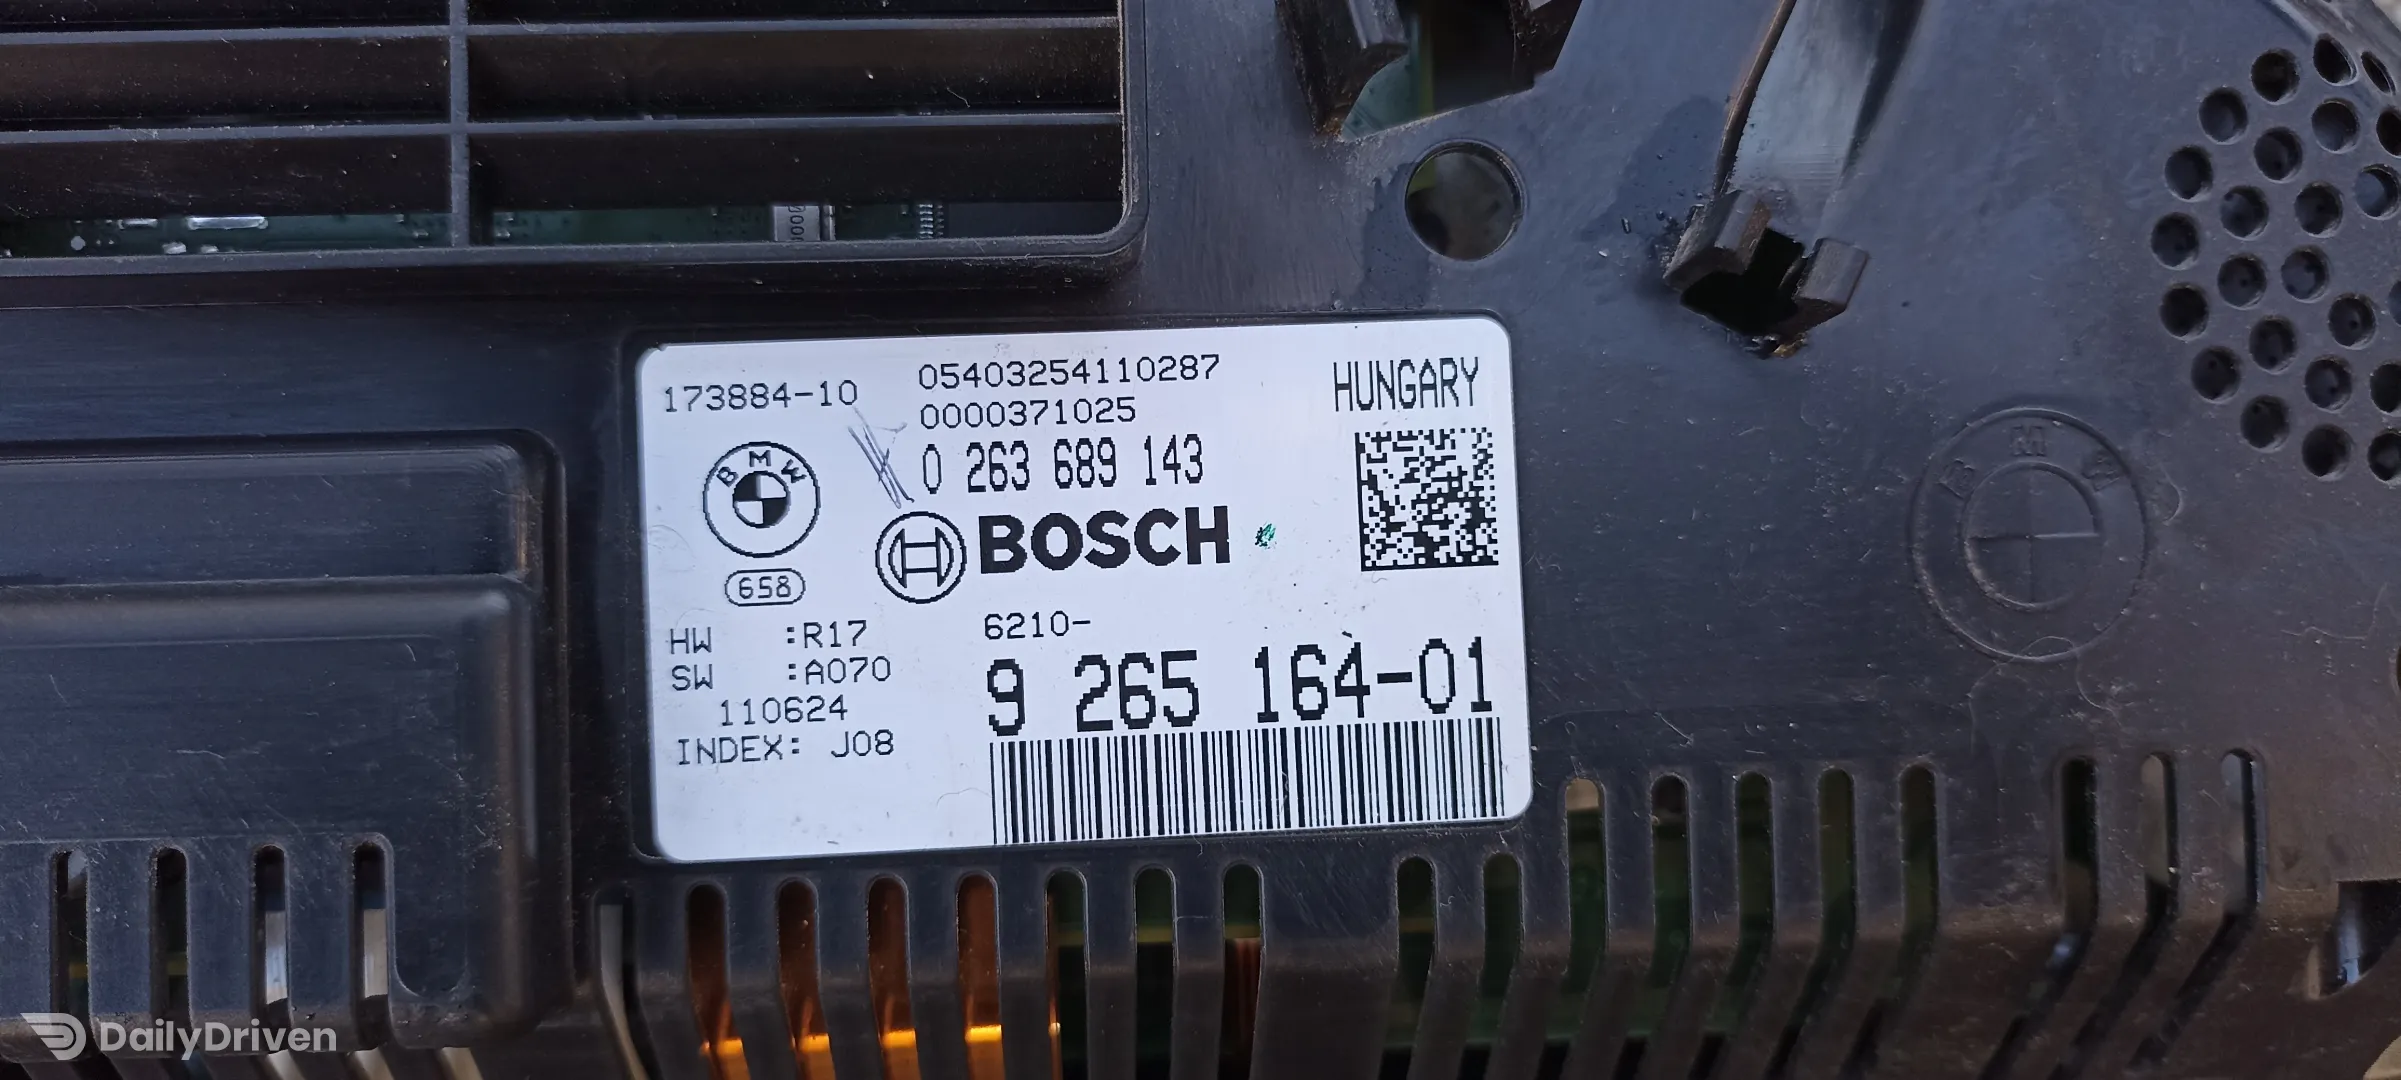 173884-10
05403254110287
0000371025
0 263 689 143
HUNGARY
BMW
658
BOSCH
HW :R17
SW :A070
110624
INDEX: J08
6210-
9 265 164-01
DailyDriven